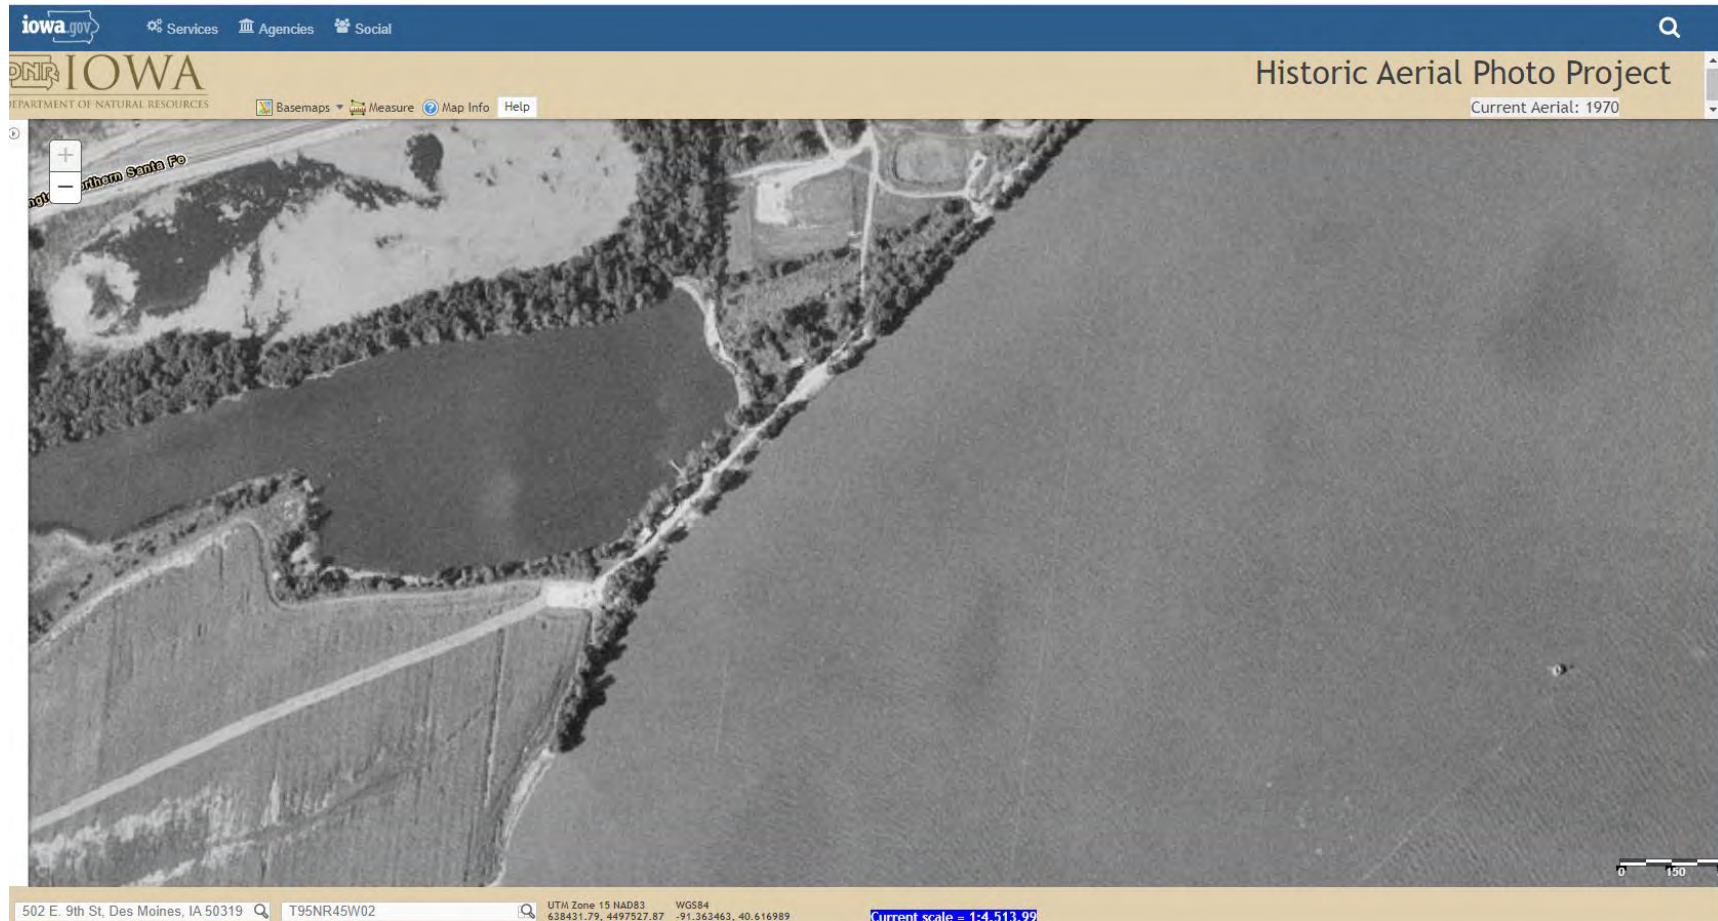 iowa.gov Services Agencies Social
DNR IOWA
DEPARTMENT OF NATURAL RESOURCES
Historic Aerial Photo Project
Basemaps Measure Map Info Help
Current Aerial: 1970
+
−
rthern Santa Fe
0 150
502 E. 9th St, Des Moines, IA 50319 T95NR45W02
UTM Zone 15 NAD83 WGS84
638431.79, 4497527.87 -91.363463, 40.616989
Current scale = 1:4,513.99